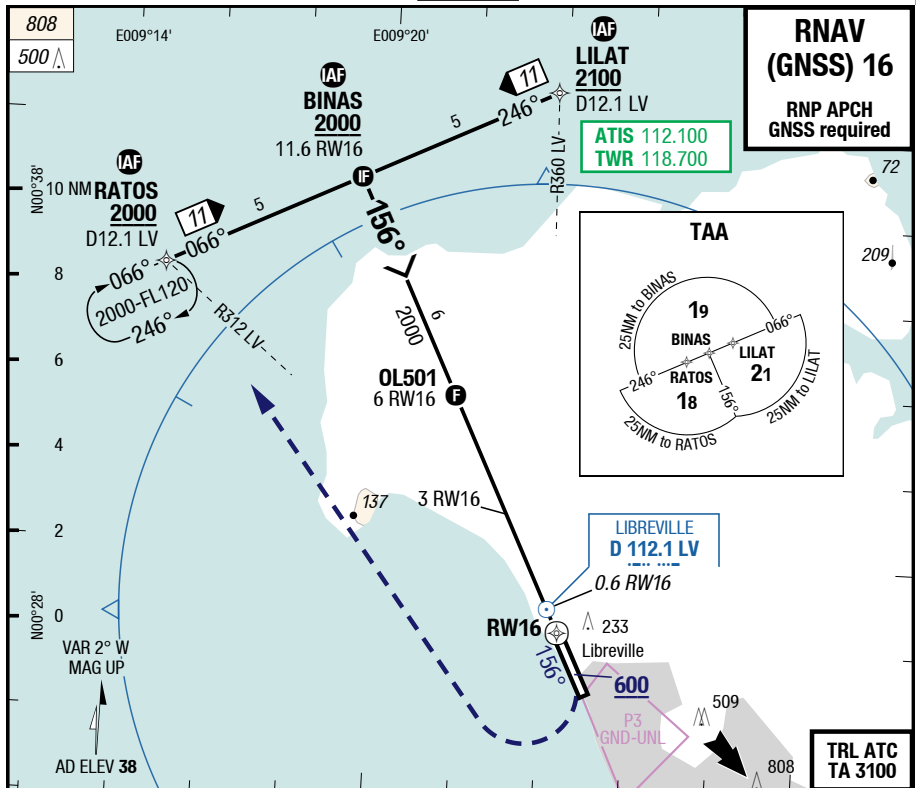 808
500
E009°14'
E009°20'
IAF
LILAT
2100
D12.1 LV
RNAV
(GNSS) 16
RNP APCH
GNSS required
IAF
BINAS
2000
11.6 RW16
11
246°
5
ATIS 112.100
TWR 118.700
R360 LV
IF
IAF
RATOS
2000
D12.1 LV
N00°38'
10 NM
11
066°
5
156°
72
209
066°
2000-FL120
246°
R312 LV
8
6
4
2
0
2000
6
OL501
6 RW16
F
TAA
25NM to BINAS
19
BINAS
066°
LILAT
21
246°
RATOS
18
156°
25NM to RATOS
25NM to LILAT
137
3 RW16
LIBREVILLE
D 112.1 LV
0.6 RW16
N00°28'
RW16
233
Libreville
156°
600
VAR 2° W
MAG UP
AD ELEV 38
P3
GND-UNL
509
808
TRL ATC
TA 3100